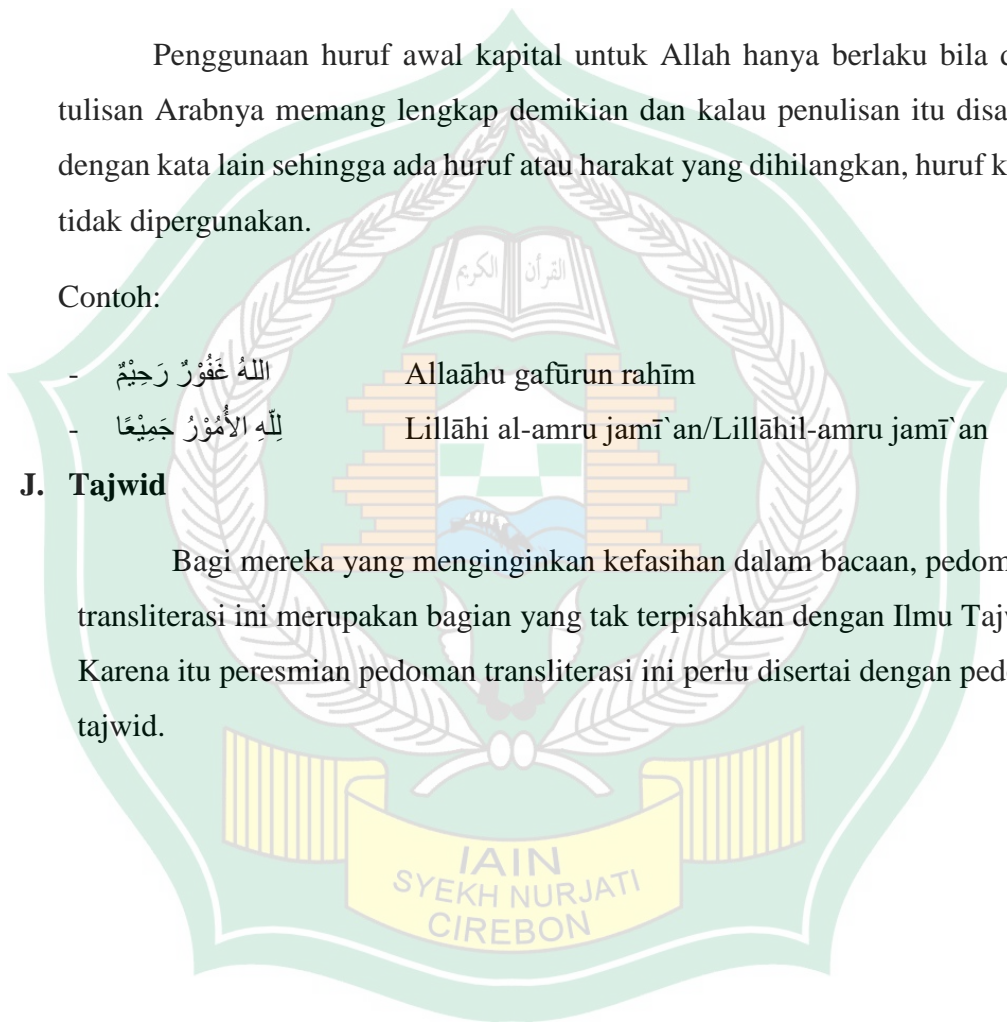 Penggunaan huruf awal kapital untuk Allah hanya berlaku bila
tulisan Arabnya memang lengkap demikian dan kalau penulisan itu
dengan kata lain sehingga ada huruf atau harakat yang dihilangkan, huruf
tidak dipergunakan.
القرآن الكريم
Contoh:
- اللهُ غَفُوْرٌ رَحِيْمٌ Allaāhu gafūrun rahīm
- لِلّهِ الأُمُوْرُ جَمِيْعًا Lillāhi al-amru jamī`an/Lillāhil-amru jamī`an
J. Tajwid
Bagi mereka yang menginginkan kefasihan dalam bacaan,
transliterasi ini merupakan bagian yang tak terpisahkan dengan Ilmu
Karena itu peresmian pedoman transliterasi ini perlu disertai dengan
tajwid.
IAIN
SYEKH NURJATI
CIREBON